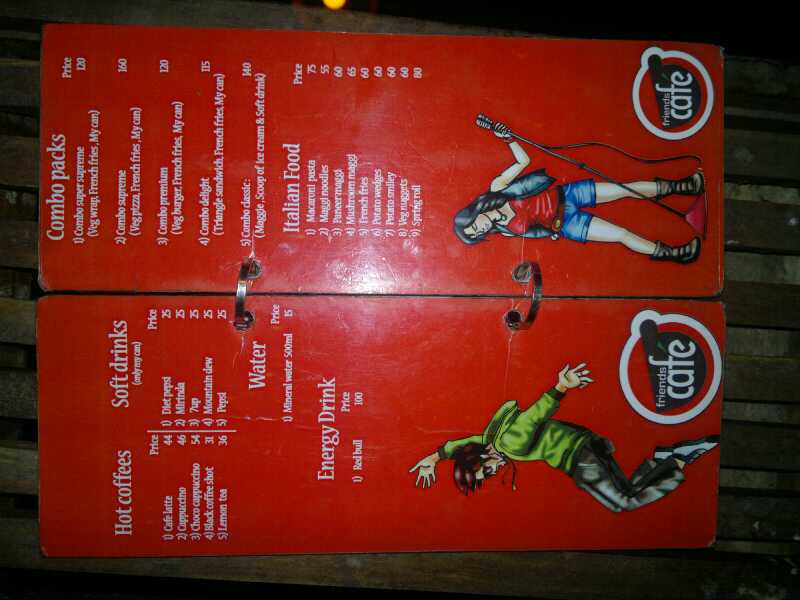 Hot coffees
Price
1) Cafe latte 44
2) Cappuccino 46
3) Choco cappuccino 54
4) Black coffee shot 31
5) Lemon tea 36
Soft drinks
(only my can)
Price
1) Diet pepsi 25
2) Mirinda 25
3) 7up 25
4) Mountain dew 25
5) Pepsi 25
Water
Price
1) Mineral water 500ml 15
Energy Drink
Price
1) Red bull 100
friends
café
Combo packs
Price
1) Combo super supreme 120
(Veg wrap, French fries, My can)
2) Combo supreme 160
(Veg pizza, French fries, My can)
3) Combo premium 120
(Veg burger, French fries, My can)
4) Combo delight 115
(Triangle sandwich, French fries, My can)
5) Combo classic: 140
(Maggie, Scoop of ice cream & Soft drink)
Italian Food
Price
1) Macaroni pasta 75
2) Maggi noodles 55
3) Paneer maggi 60
4) Mushroom maggi 65
5) French fries 60
6) Potato wedges 60
7) Potato smiley 60
8) Veg nuggets 60
9) Spring roll 80
friends
café